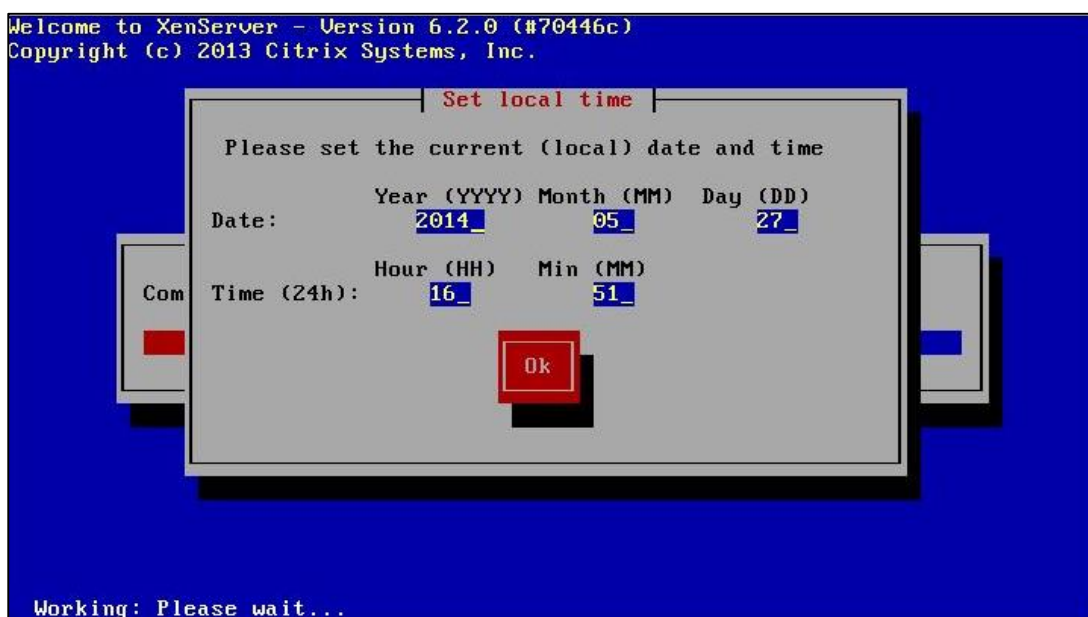 Welcome to XenServer - Version 6.2.0 (#70446c)
Copyright (c) 2013 Citrix Systems, Inc.
Set local time
Please set the current (local) date and time
Year (YYYY) Month (MM) Day (DD)
Date: 2014_ 05_ 27_
Hour (HH) Min (MM)
Com Time (24h): 16_ 51_
Ok
Working: Please wait...